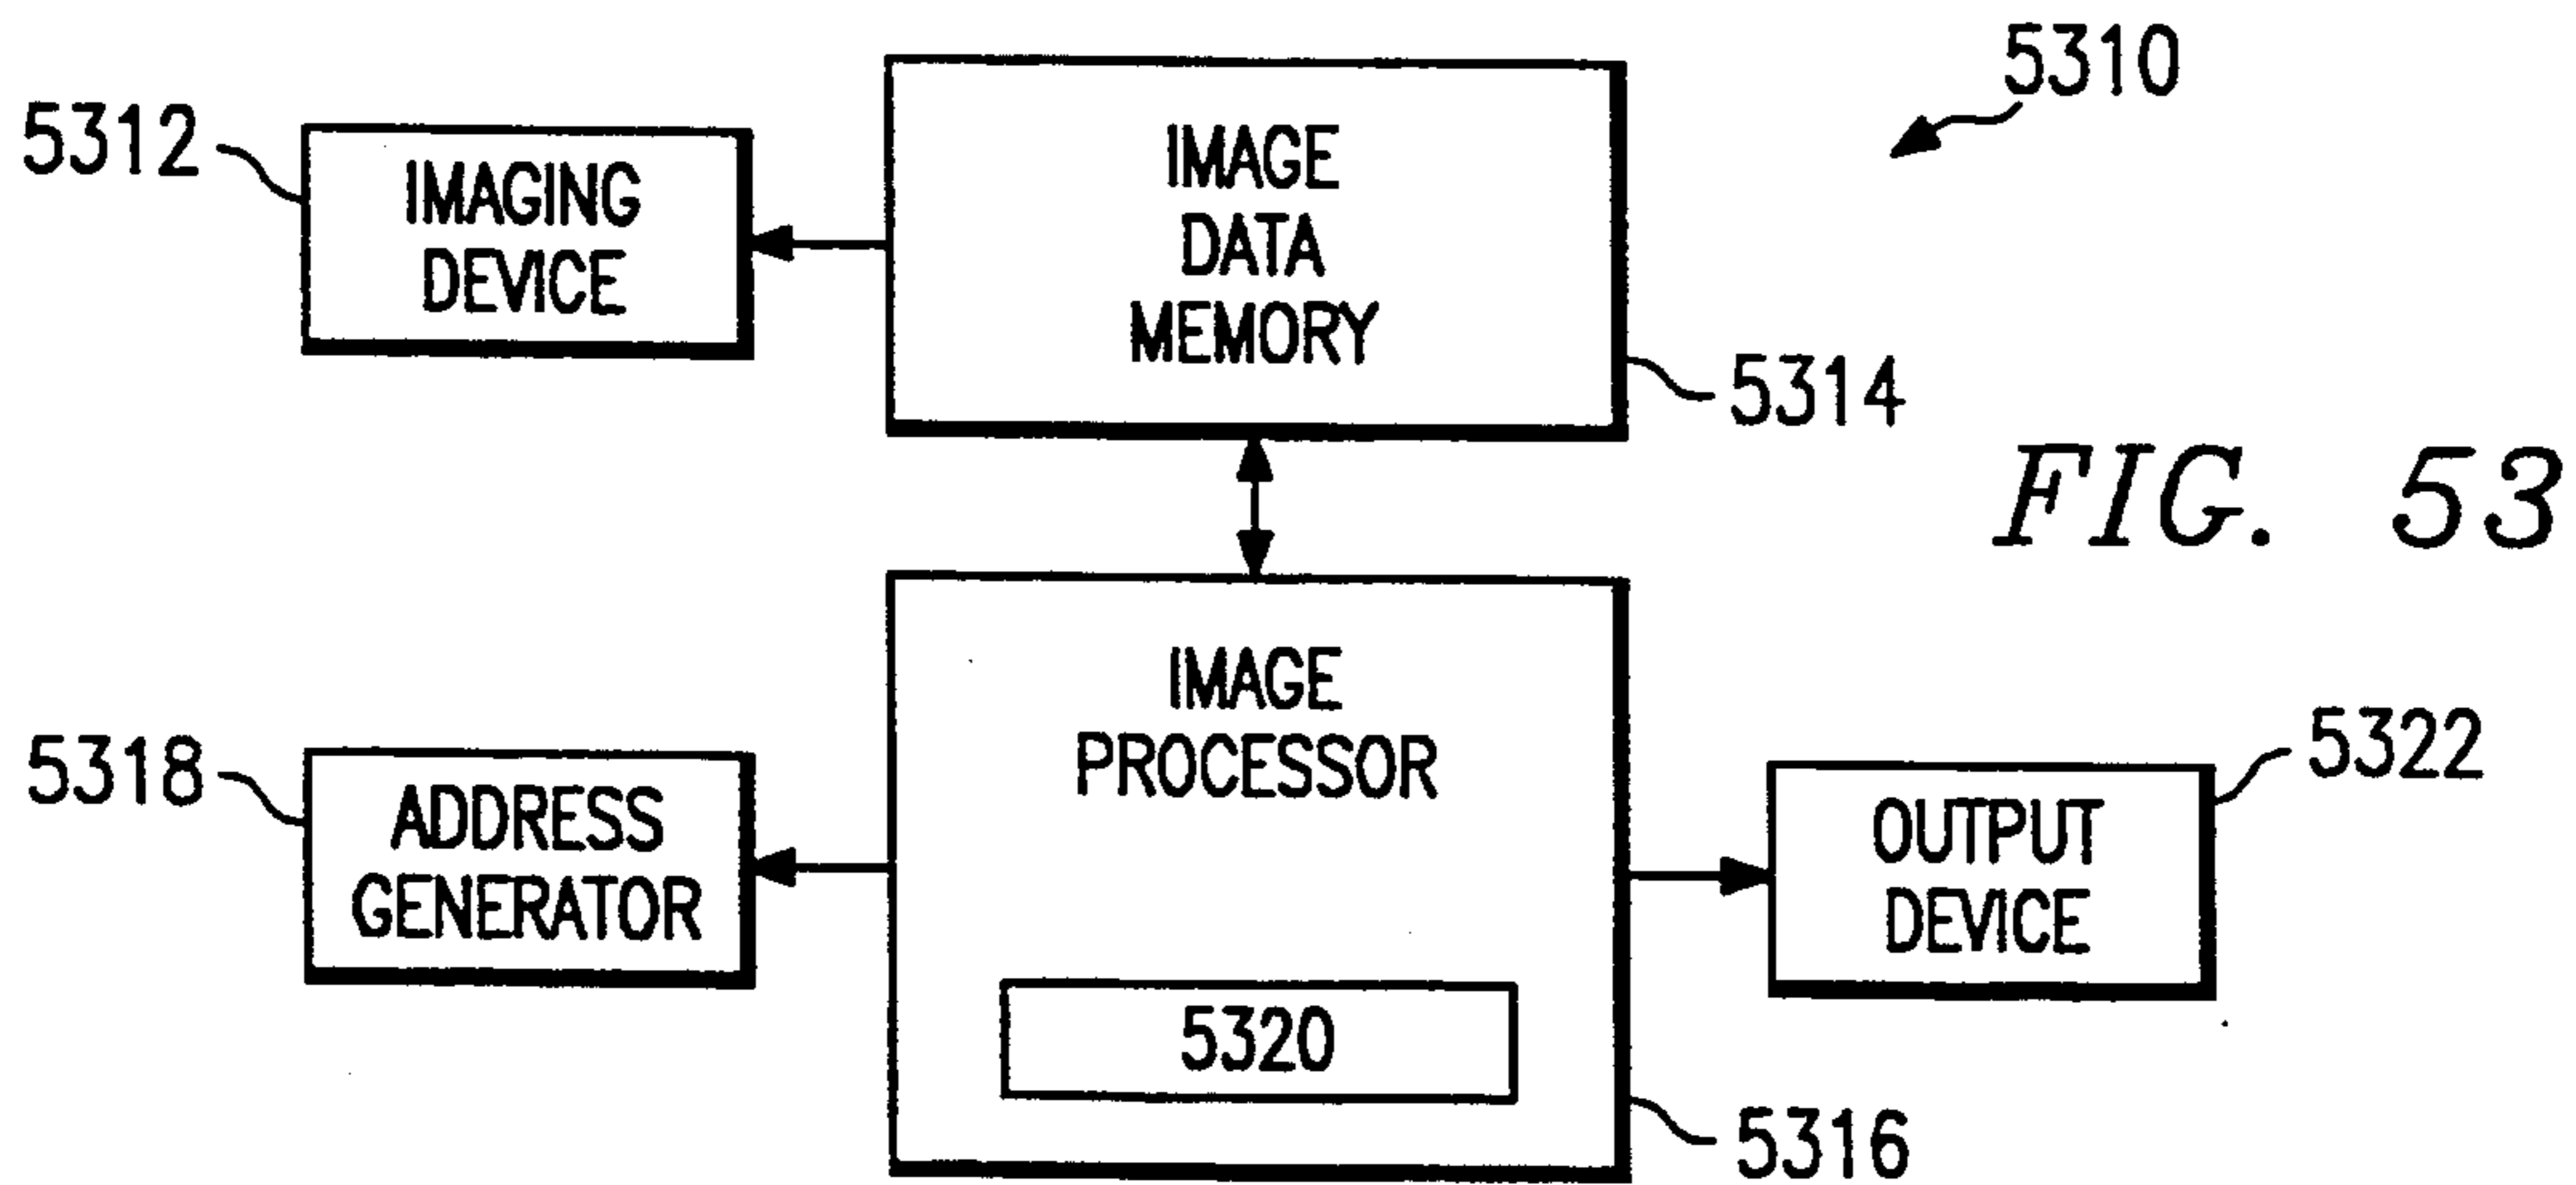 5310
5312
IMAGING
DEVICE
IMAGE
DATA
MEMORY
5314
FIG. 53
5318
ADDRESS
GENERATOR
IMAGE
PROCESSOR
5320
5316
OUTPUT
DEVICE
5322